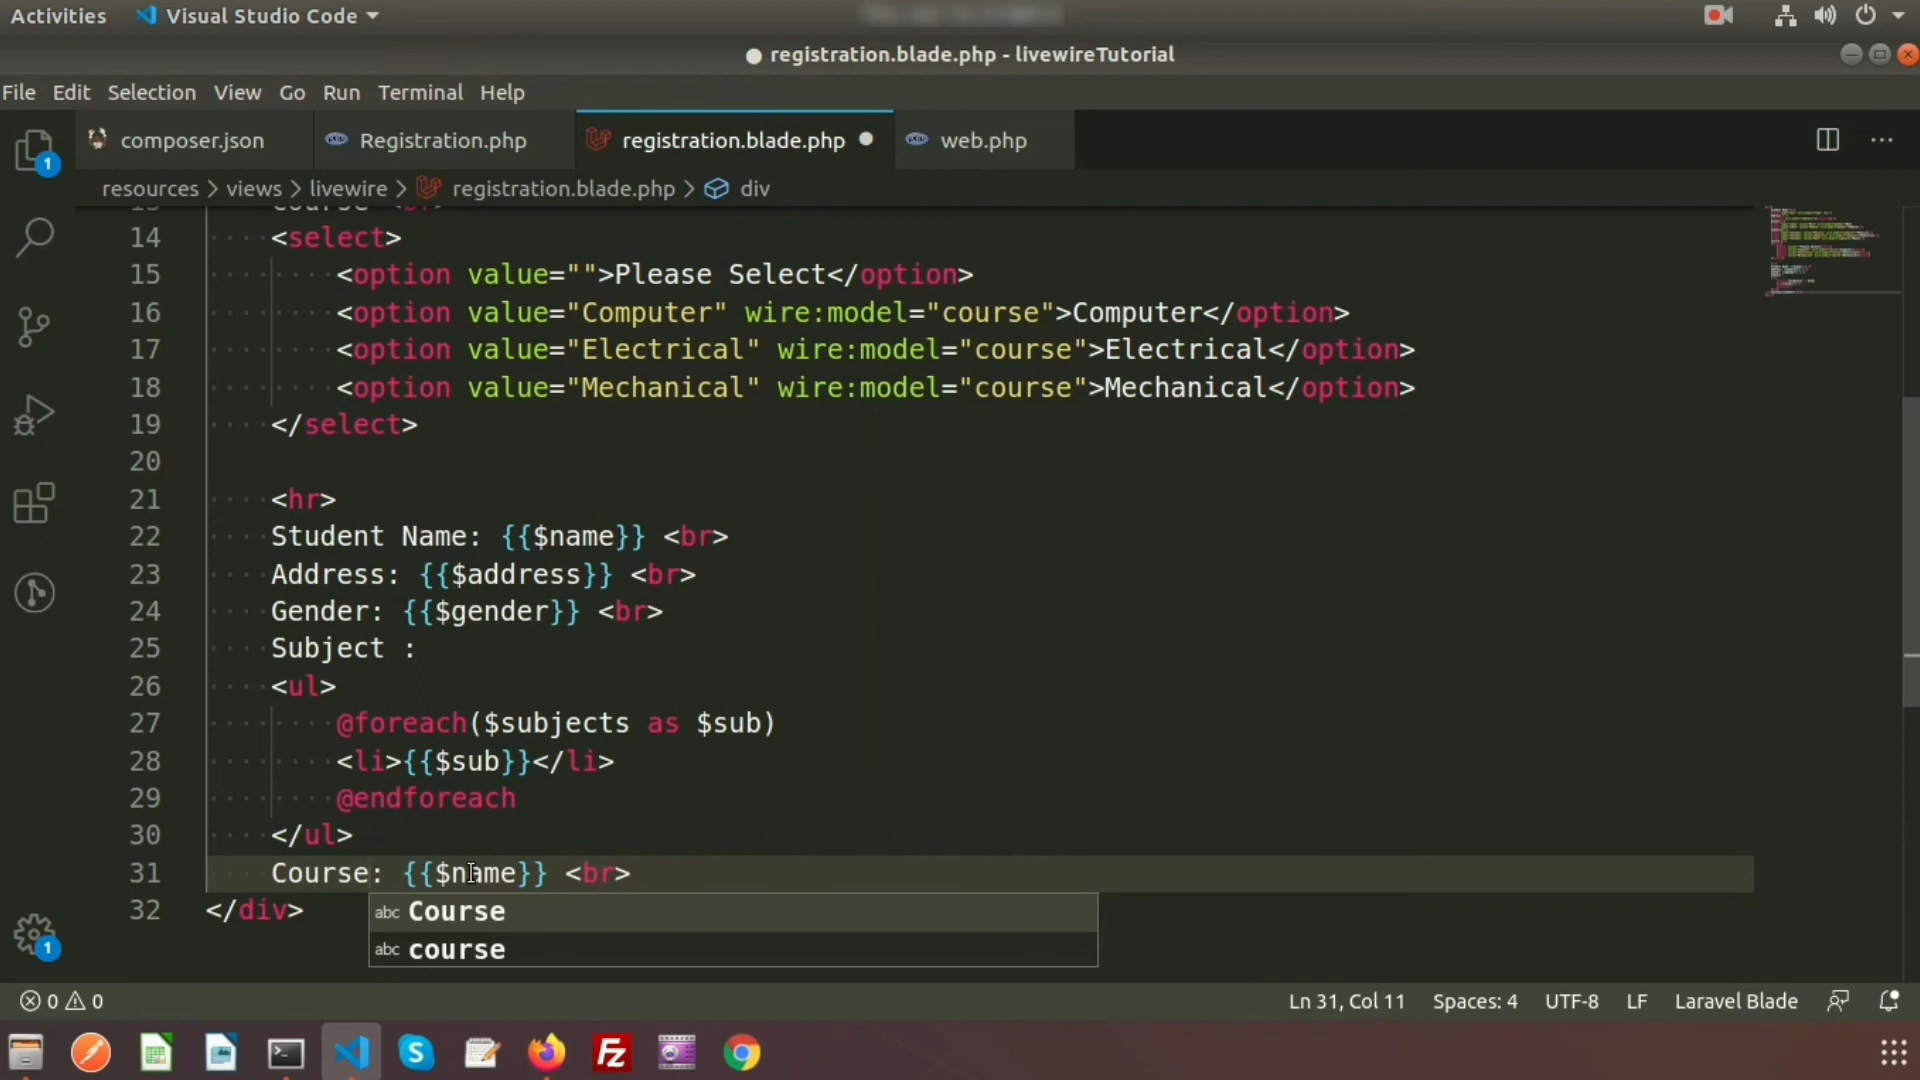 Activities Visual Studio Code
registration.blade.php - livewireTutorial
File Edit Selection View Go Run Terminal Help
composer.json Registration.php registration.blade.php web.php
resources > views > livewire > registration.blade.php > div
14 <select>
15 <option value="">Please Select</option>
16 <option value="Computer" wire:model="course">Computer</option>
17 <option value="Electrical" wire:model="course">Electrical</option>
18 <option value="Mechanical" wire:model="course">Mechanical</option>
19 </select>
20
21 <hr>
22 Student Name: {{$name}} <br>
23 Address: {{$address}} <br>
24 Gender: {{$gender}} <br>
25 Subject :
26 <ul>
27 @foreach($subjects as $sub)
28 <li>{{$sub}}</li>
29 @endforeach
30 </ul>
31 Course: {{$name}} <br>
32 </div>
abc Course
abc course
0 0 Ln 31, Col 11 Spaces: 4 UTF-8 LF Laravel Blade